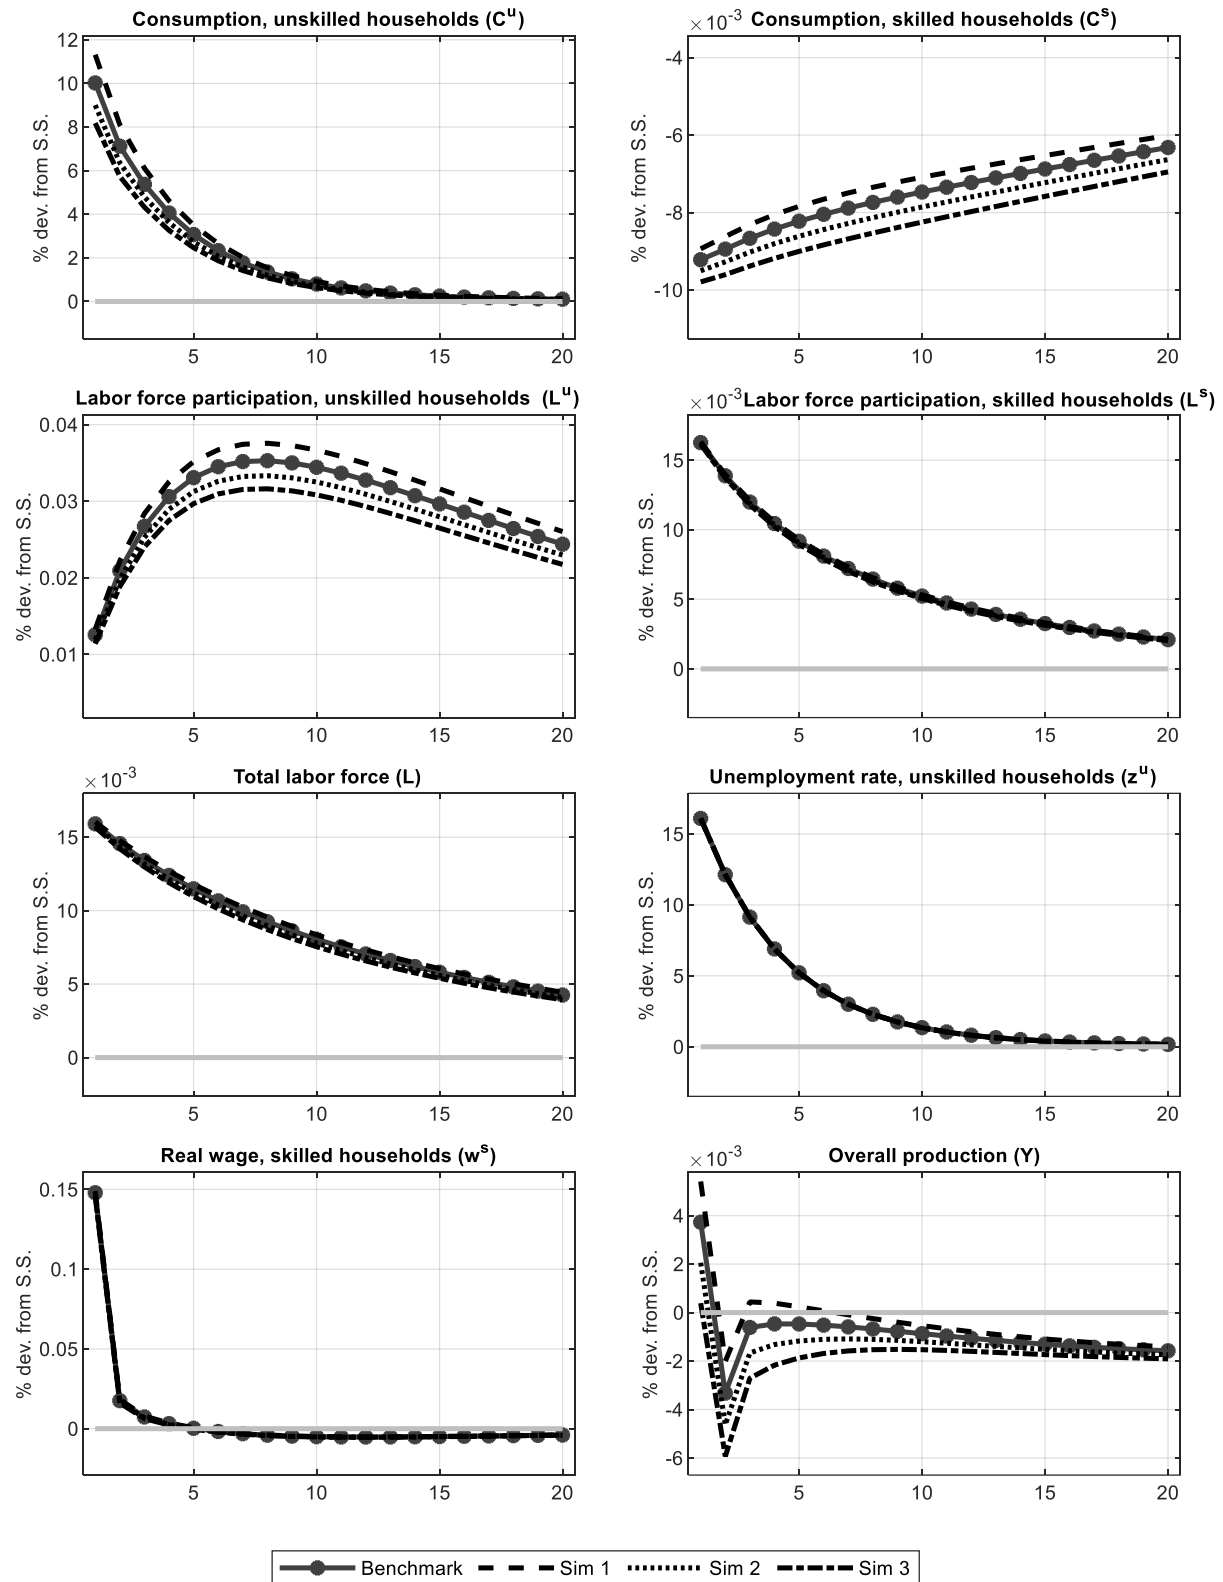 Consumption, unskilled households (C^u)
12
10
8
6
4
2
0
% dev. from S.S.
5 10 15 20
Consumption, skilled households (C^s)
×10^-3
-4
-6
-8
-10
% dev. from S.S.
5 10 15 20
Labor force participation, unskilled households (L^u)
0.04
0.03
0.02
0.01
% dev. from S.S.
5 10 15 20
×10^-3 Labor force participation, skilled households (L^s)
15
10
5
0
% dev. from S.S.
5 10 15 20
Total labor force (L)
×10^-3
15
10
5
0
% dev. from S.S.
5 10 15 20
Unemployment rate, unskilled households (z^u)
15
10
5
0
% dev. from S.S.
5 10 15 20
Real wage, skilled households (w^s)
0.15
0.1
0.05
0
% dev. from S.S.
5 10 15 20
Overall production (Y)
×10^-3
4
2
0
-2
-4
-6
% dev. from S.S.
5 10 15 20
Benchmark Sim 1 Sim 2 Sim 3